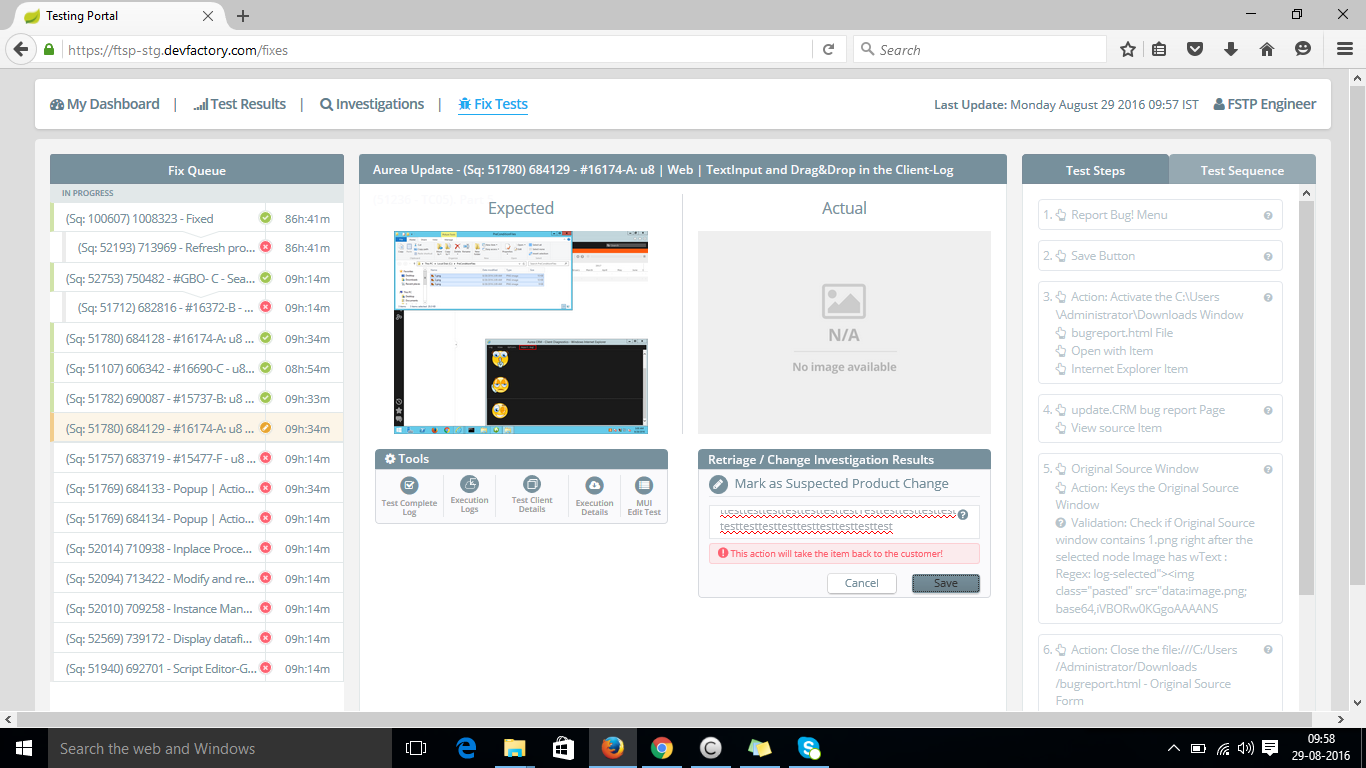 Testing Portal
https://ftsp-stg.devfactory.com/fixes
Search
My Dashboard | Test Results | Investigations | Fix Tests
Last Update: Monday August 29 2016 09:57 IST FSTP Engineer
Fix Queue
IN PROGRESS
(Sq: 100607) 1008323 - Fixed 86h:41m
(Sq: 52193) 713969 - Refresh pro... 86h:41m
(Sq: 52753) 750482 - #GBO- C - Sea... 09h:14m
(Sq: 51712) 682816 - #16372-B - ... 09h:14m
(Sq: 51780) 684128 - #16174-A: u8 ... 09h:34m
(Sq: 51107) 606342 - #16690-C - u8... 08h:54m
(Sq: 51782) 690087 - #15737-B: u8 ... 09h:33m
(Sq: 51780) 684129 - #16174-A: u8 ... 09h:34m
(Sq: 51757) 683719 - #15477-F - u8 ... 09h:14m
(Sq: 51769) 684133 - Popup | Actio... 09h:34m
(Sq: 51769) 684134 - Popup | Actio... 09h:14m
(Sq: 52014) 710938 - Inplace Proce... 09h:14m
(Sq: 52094) 713422 - Modify and re... 09h:14m
(Sq: 52010) 709258 - Instance Man... 09h:14m
(Sq: 52569) 739172 - Display datafi... 09h:14m
(Sq: 51940) 692701 - Script Editor-G... 09h:14m
Aurea Update - (Sq: 51780) 684129 - #16174-A: u8 | Web | TextInput and Drag&Drop in the Client-Log
Expected
Actual
N/A
No image available
Tools
Test Complete Log
Execution Logs
Test Client Details
Execution Details
MUI Edit Test
Retriage / Change Investigation Results
Mark as Suspected Product Change
testtesttesttesttesttesttesttest
This action will take the item back to the customer!
Cancel
Save
Test Steps
Test Sequence
1. Report Bug! Menu
2. Save Button
3. Action: Activate the C:\Users
\Administrator\Downloads Window
bugreport.html File
Open with Item
Internet Explorer Item
4. update.CRM bug report Page
View source Item
5. Original Source Window
Action: Keys the Original Source
Window
Validation: Check if Original Source
window contains 1.png right after the
selected node Image has wText :
Regex: log-selected"><img
class="pasted" src="data:image.png;
base64,iVBORw0KGgoAAAANS
6. Action: Close the file:///C:/Users
/Administrator/Downloads
/bugreport.html - Original Source
Form
Search the web and Windows
09:58
29-08-2016